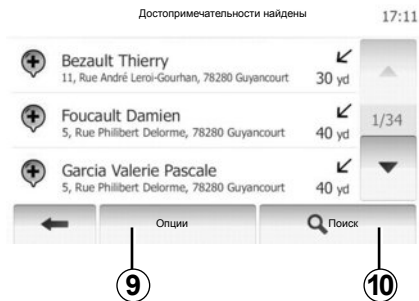 Достопримечательности найдены 17:11
Bezault Thierry
11, Rue André Leroi-Gourhan, 78280 Guyancourt 30 yd
Foucault Damien
5, Rue Philibert Delorme, 78280 Guyancourt 40 yd
1/34
Garcia Valerie Pascale
5, Rue Philibert Delorme, 78280 Guyancourt 40 yd
Опции Поиск
9 10